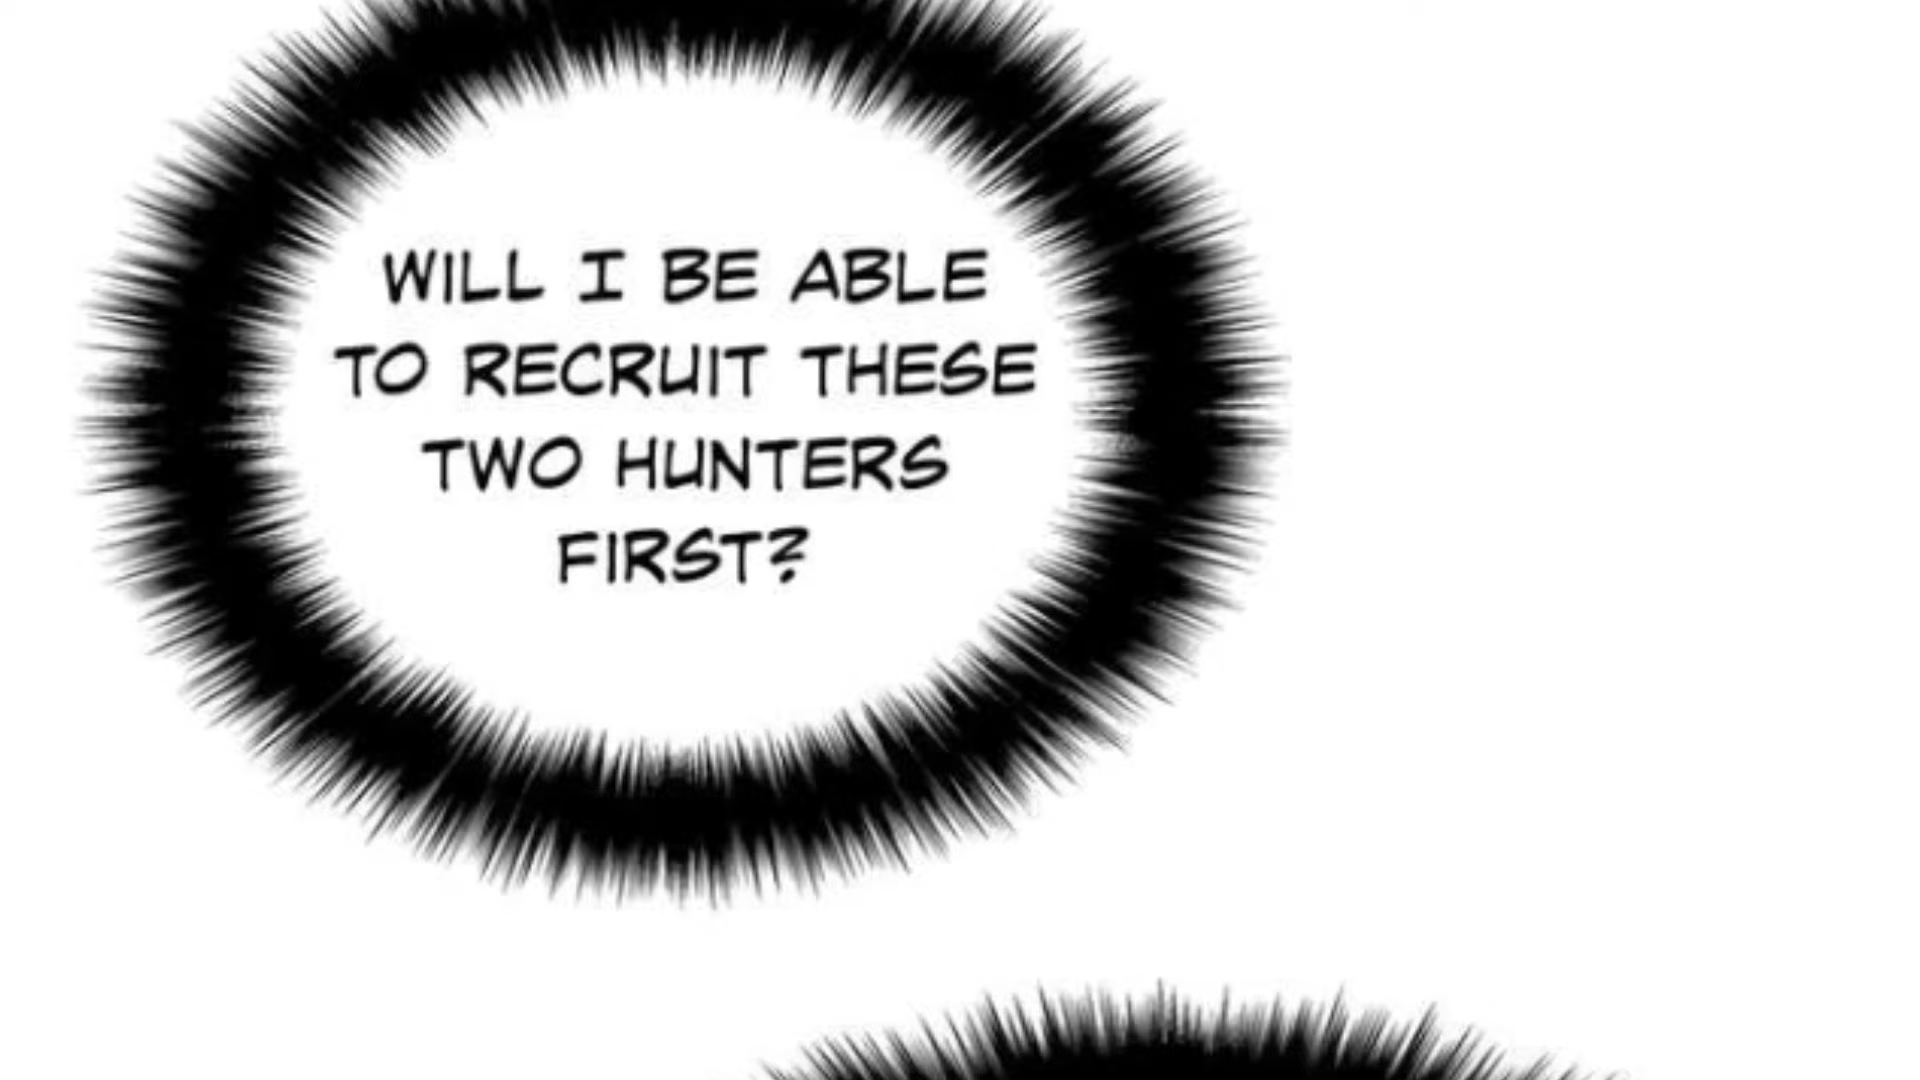 WILL I BE ABLE
TO RECRUIT THESE
TWO HUNTERS
FIRST?